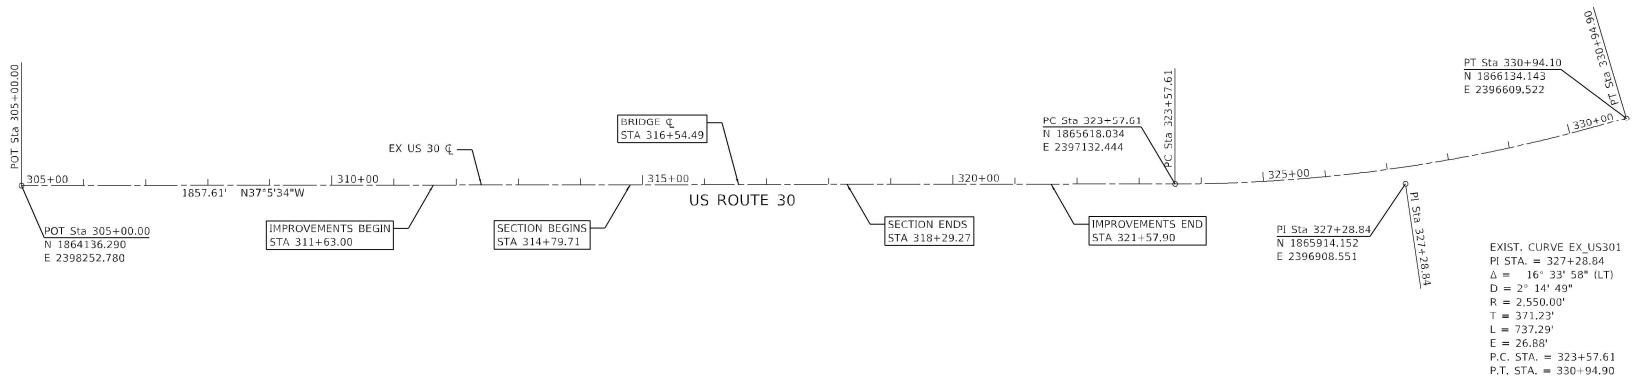 POT Sta 305+00.00
305+00
1857.61' N37°5'34"W
POT Sta 305+00.00
N 1864136.290
E 2398252.780
310+00
IMPROVEMENTS BEGIN
STA 311+63.00
EX US 30 ℄
SECTION BEGINS
STA 314+79.71
BRIDGE ℄
STA 316+54.49
315+00
US ROUTE 30
SECTION ENDS
STA 318+29.27
320+00
IMPROVEMENTS END
STA 321+57.90
PC Sta 323+57.61
N 1865618.034
E 2397132.444
PC Sta 323+57.61
325+00
PI Sta 327+28.84
N 1865914.152
E 2396908.551
PI Sta 327+28.84
PT Sta 330+94.10
N 1866134.143
E 2396609.522
330+00
PT Sta 330+94.90
EXIST. CURVE EX_US301
PI STA. = 327+28.84
Δ = 16° 33' 58" (LT)
D = 2° 14' 49"
R = 2,550.00'
T = 371.23'
L = 737.29'
E = 26.88'
P.C. STA. = 323+57.61
P.T. STA. = 330+94.90